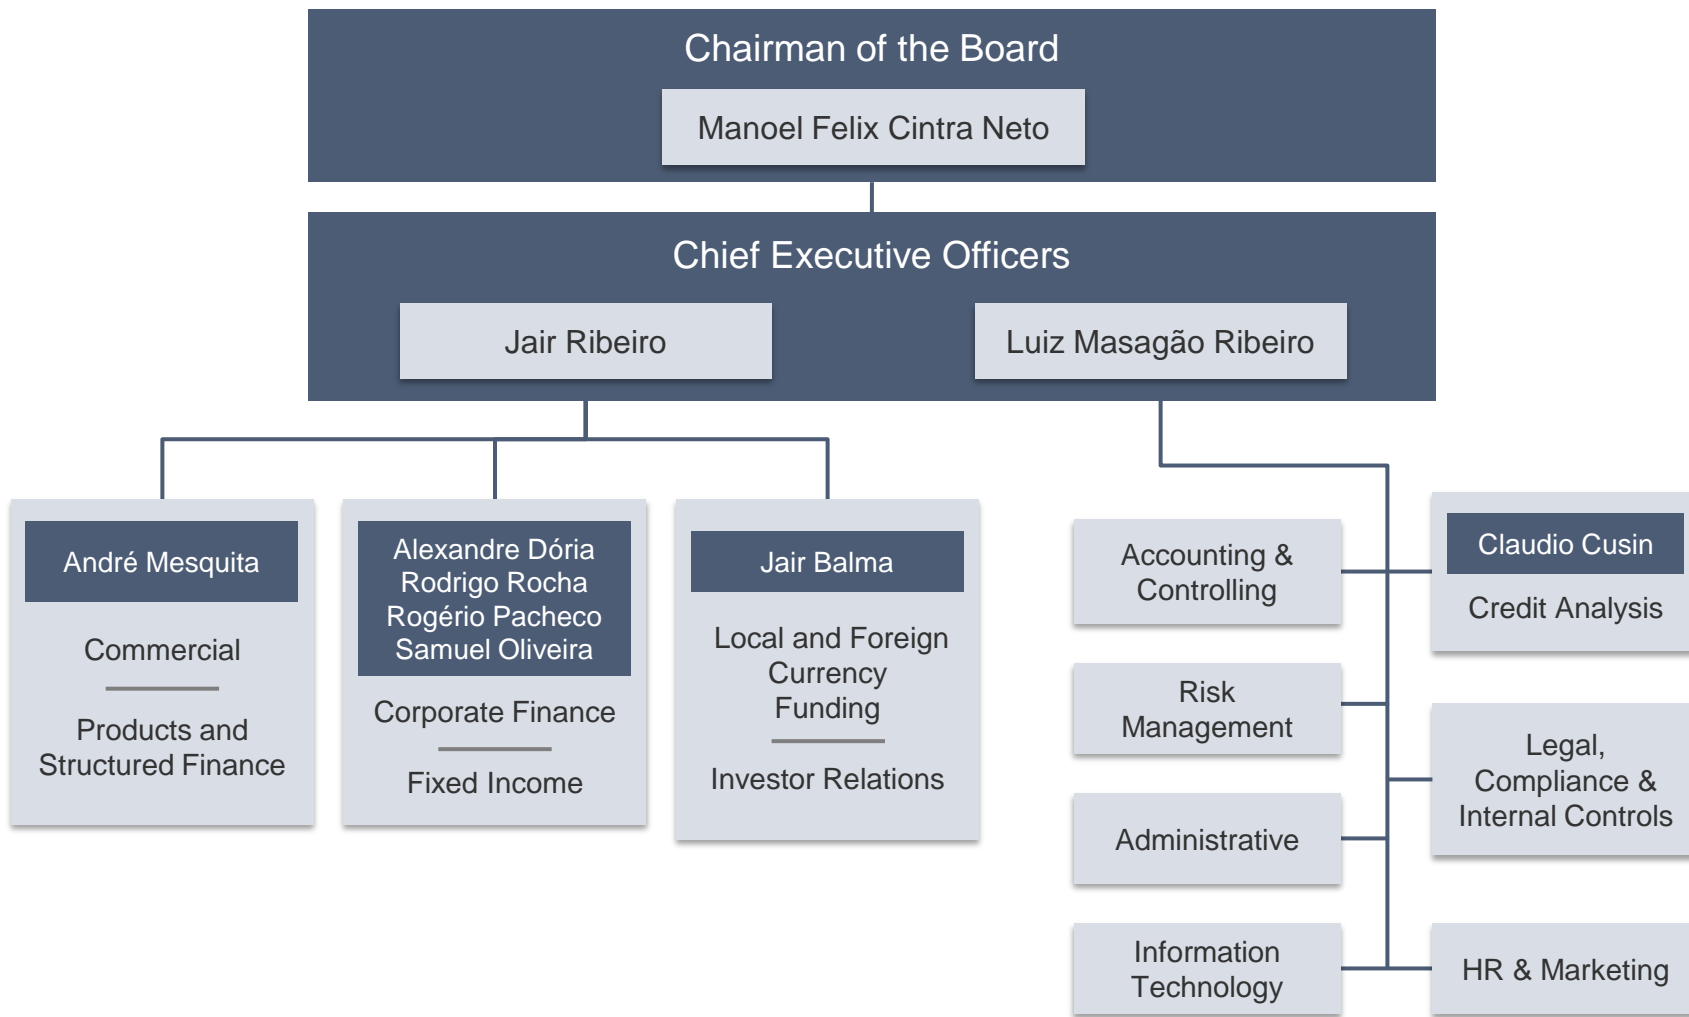 Chairman of the Board
Manoel Felix Cintra Neto
Chief Executive Officers
Jair Ribeiro
Luiz Masagão Ribeiro
André Mesquita
Commercial
Products and
Structured Finance
Alexandre Dória
Rodrigo Rocha
Rogério Pacheco
Samuel Oliveira
Corporate Finance
Fixed Income
Jair Balma
Local and Foreign
Currency
Funding
Investor Relations
Accounting &
Controlling
Risk
Management
Administrative
Information
Technology
Claudio Cusin
Credit Analysis
Legal,
Compliance &
Internal Controls
HR & Marketing